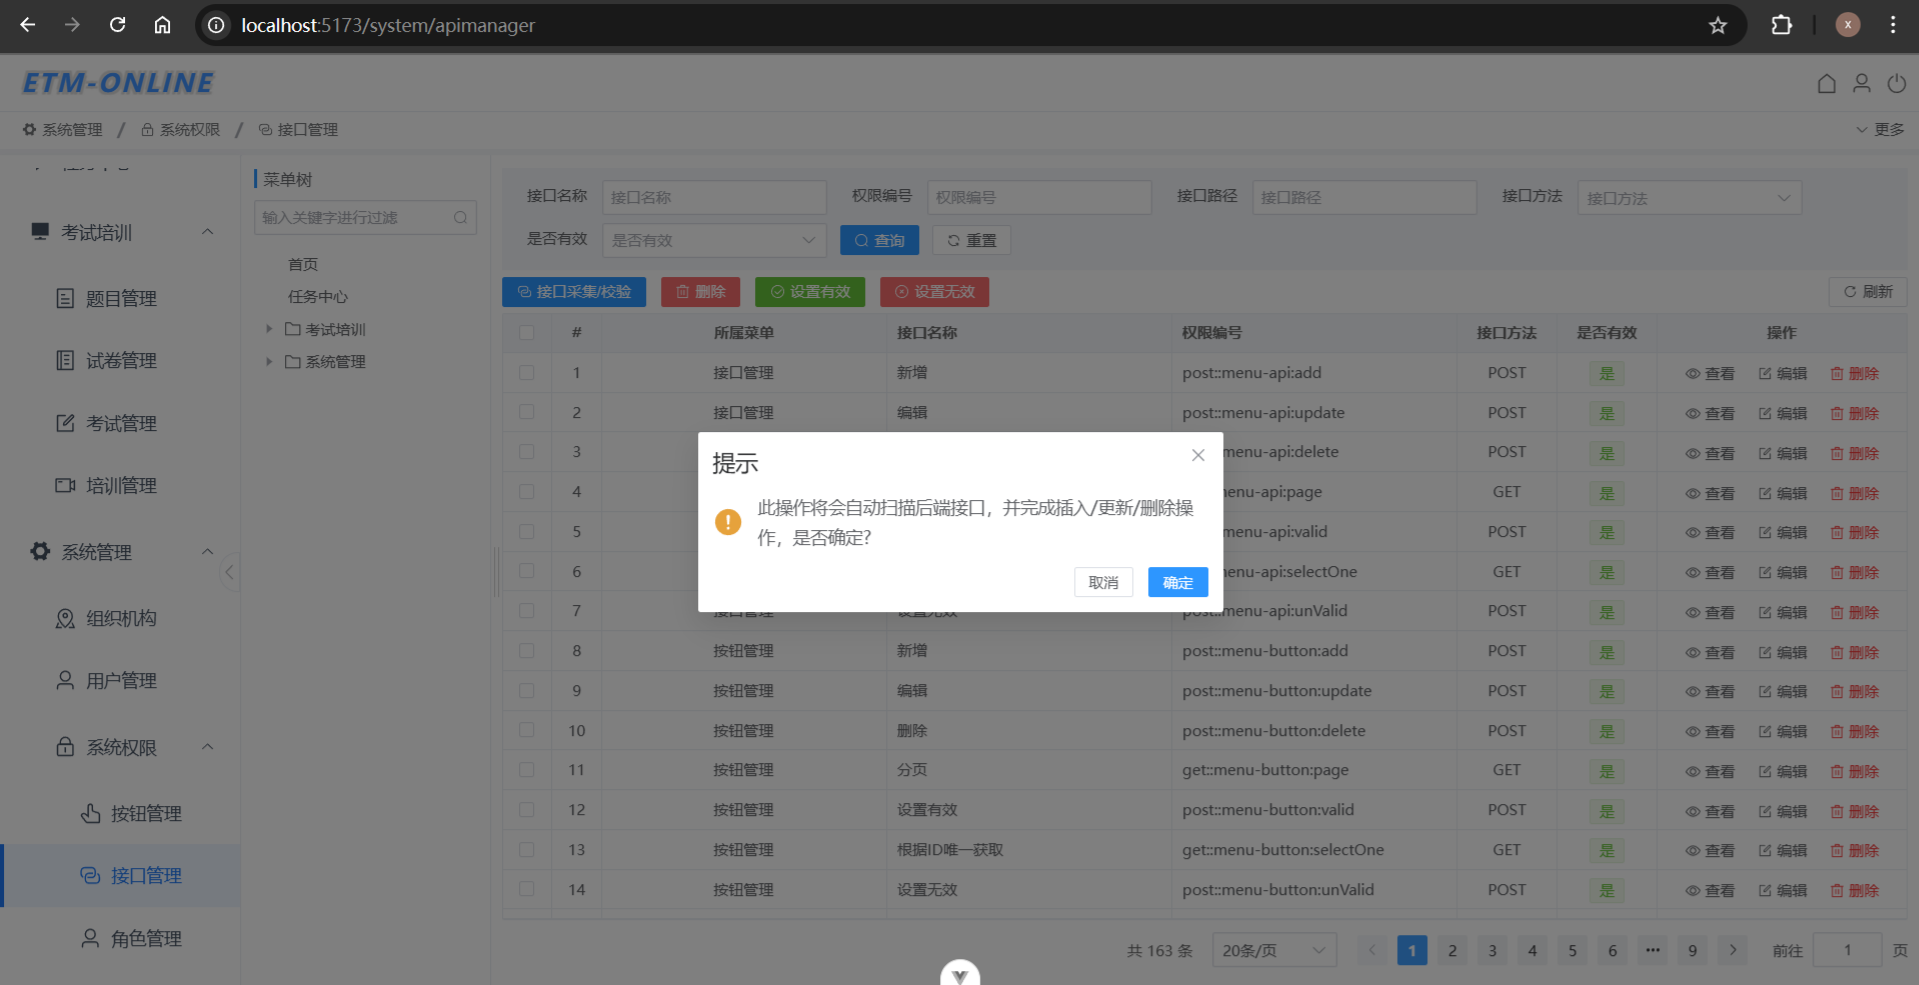 localhost:5173/system/apimanager
x
ETM-ONLINE
系统管理 / 系统权限 / 接口管理
更多
考试培训
题目管理
试卷管理
考试管理
培训管理
系统管理
组织机构
用户管理
系统权限
按钮管理
接口管理
角色管理
菜单树
输入关键字进行过滤
首页
任务中心
考试培训
系统管理
接口名称 接口名称 权限编号 权限编号 接口路径 接口路径 接口方法 接口方法
是否有效 是否有效 查询 重置
接口采集/校验 删除 设置有效 设置无效 刷新
# 所属菜单 接口名称 权限编号 接口方法 是否有效 操作
1 接口管理 新增 post::menu-api:add POST 是 查看 编辑 删除
2 接口管理 编辑 post::menu-api:update POST 是 查看 编辑 删除
3 menu-api:delete POST 是 查看 编辑 删除
4 enu-api:page GET 是 查看 编辑 删除
5 menu-api:valid POST 是 查看 编辑 删除
6 enu-api:selectOne GET 是 查看 编辑 删除
7 接口管理 设置无效 menu-api:unValid POST 是 查看 编辑 删除
8 按钮管理 新增 post::menu-button:add POST 是 查看 编辑 删除
9 按钮管理 编辑 post::menu-button:update POST 是 查看 编辑 删除
10 按钮管理 删除 post::menu-button:delete POST 是 查看 编辑 删除
11 按钮管理 分页 get::menu-button:page GET 是 查看 编辑 删除
12 按钮管理 设置有效 post::menu-button:valid POST 是 查看 编辑 删除
13 按钮管理 根据ID唯一获取 get::menu-button:selectOne GET 是 查看 编辑 删除
14 按钮管理 设置无效 post::menu-button:unValid POST 是 查看 编辑 删除
提示
此操作将会自动扫描后端接口，并完成插入/更新/删除操
作，是否确定?
取消 确定
共 163 条 20条/页 1 2 3 4 5 6 ••• 9 前往 1 页